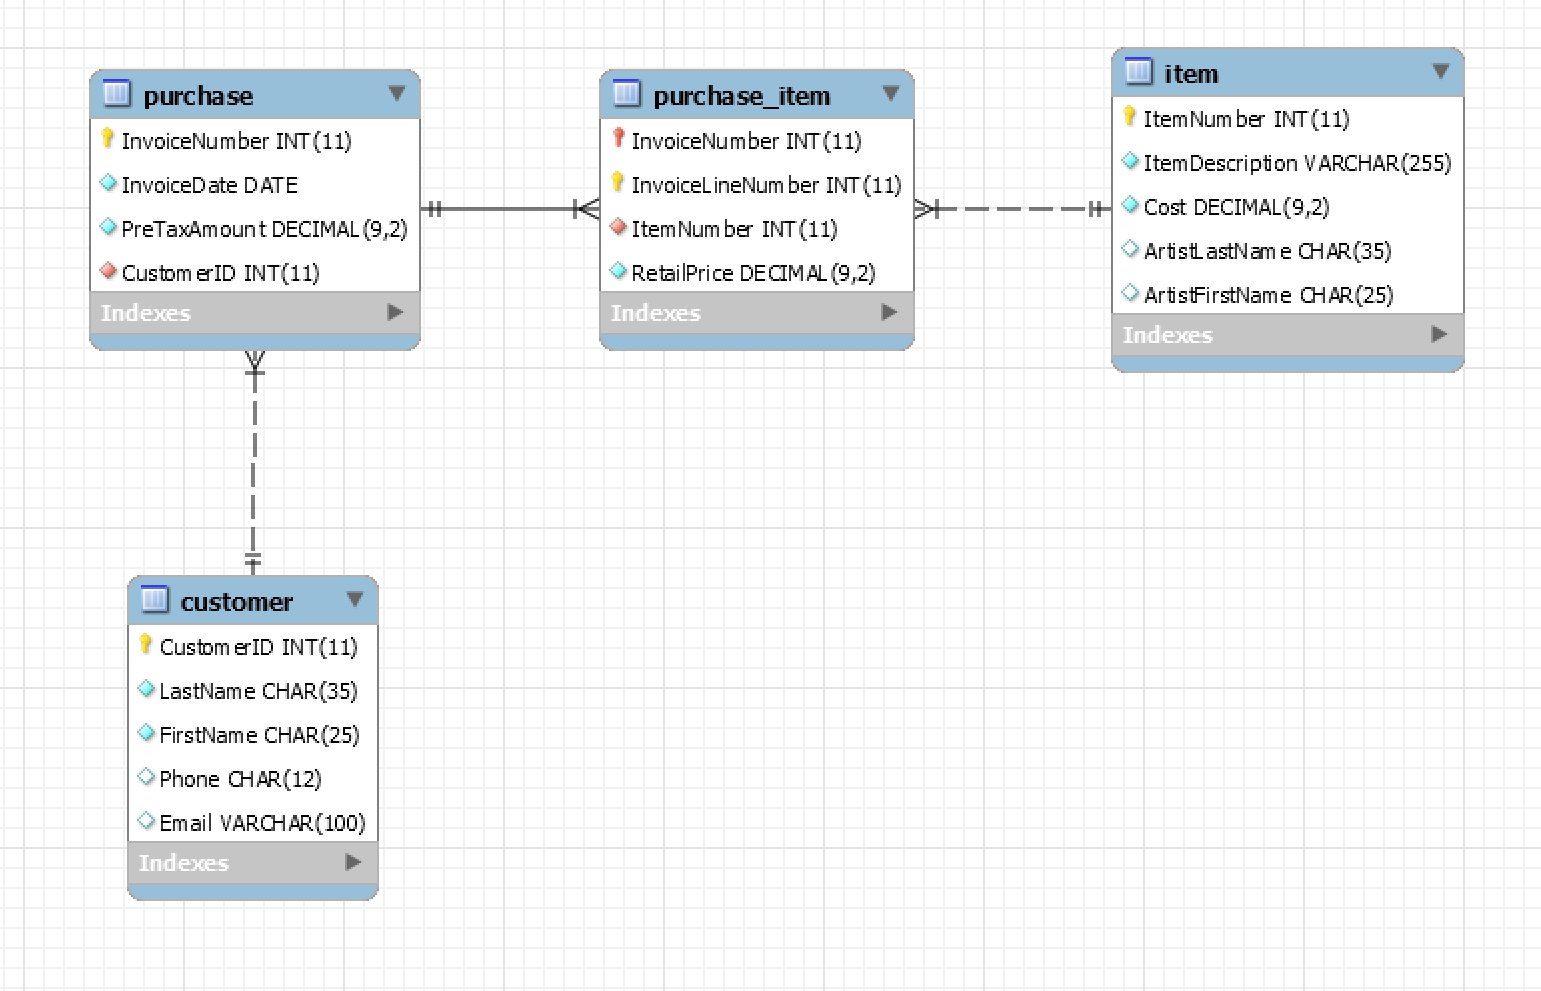 purchase
InvoiceNumber INT(11)
InvoiceDate DATE
PreTaxAmount DECIMAL(9,2)
CustomerID INT(11)
Indexes
purchase_item
InvoiceNumber INT(11)
InvoiceLineNumber INT(11)
ItemNumber INT(11)
RetailPrice DECIMAL(9,2)
Indexes
item
ItemNumber INT(11)
ItemDescription VARCHAR(255)
Cost DECIMAL(9,2)
ArtistLastName CHAR(35)
ArtistFirstName CHAR(25)
Indexes
customer
CustomerID INT(11)
LastName CHAR(35)
FirstName CHAR(25)
Phone CHAR(12)
Email VARCHAR(100)
Indexes